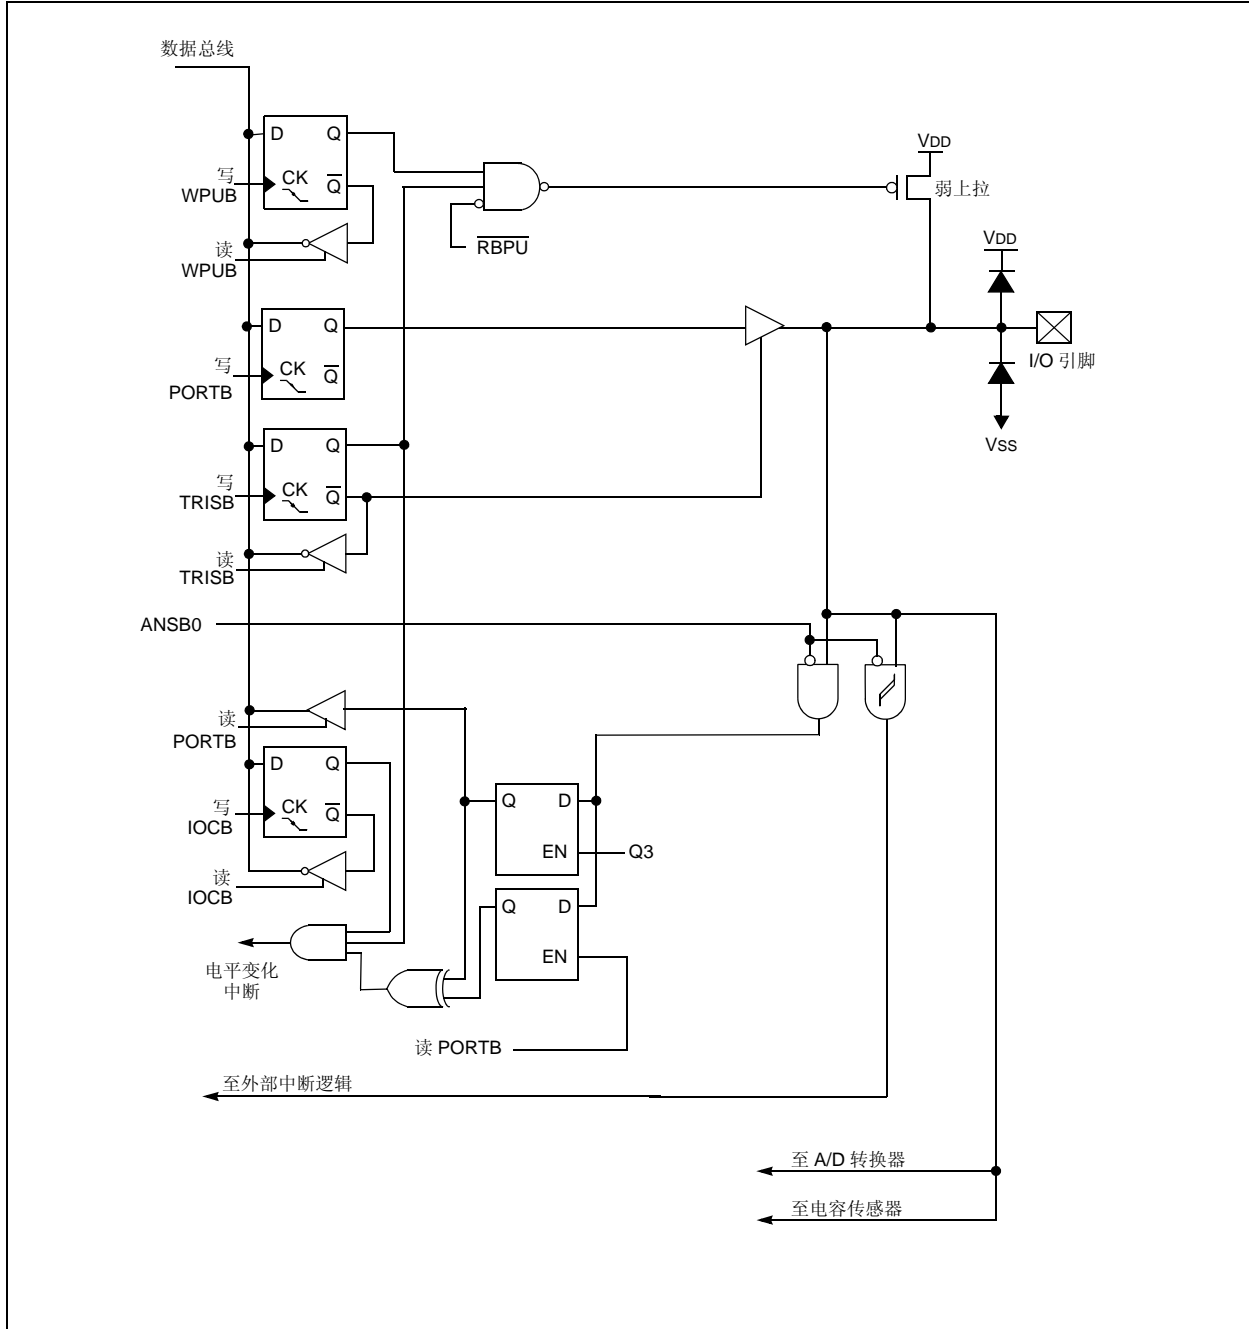 数据总线
D Q
VDD
写
WPUB
CK Q
弱上拉
读
WPUB
RBPU
VDD
D Q
写
PORTB
CK Q
I/O 引脚
D Q
VSS
写
TRISB
CK Q
读
TRISB
ANSB0
读
PORTB
D Q
Q D
写
IOCB
CK Q
EN
Q3
读
IOCB
Q D
EN
电平变化
中断
读 PORTB
至外部中断逻辑
至 A/D 转换器
至电容传感器